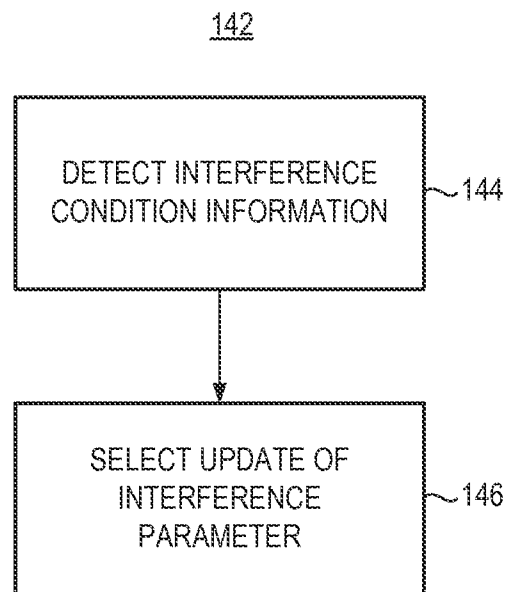 142
DETECT INTERFERENCE
CONDITION INFORMATION
144
SELECT UPDATE OF
INTERFERENCE
PARAMETER
146